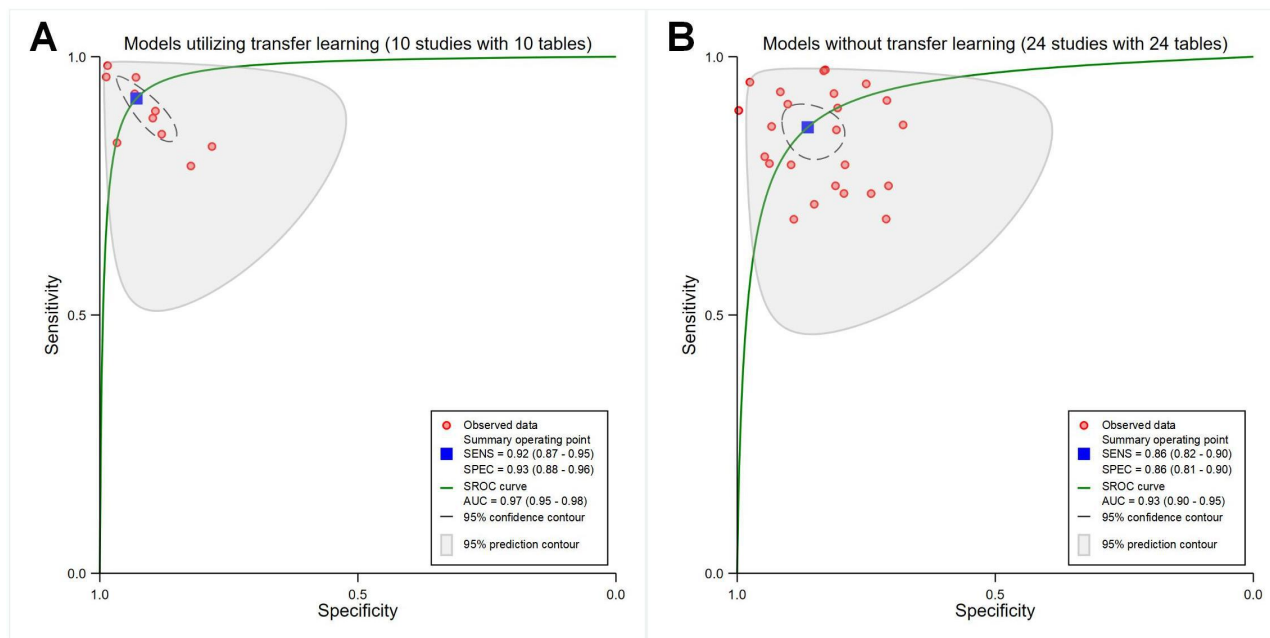 A
Models utilizing transfer learning (10 studies with 10 tables)
1.0
0.5
0.0
Sensitivity
1.0
0.5
0.0
Specificity
Observed data
Summary operating point
SENS = 0.92 (0.87 - 0.95)
SPEC = 0.93 (0.88 - 0.96)
SROC curve
AUC = 0.97 (0.95 - 0.98)
95% confidence contour
95% prediction contour
B
Models without transfer learning (24 studies with 24 tables)
1.0
0.5
0.0
Sensitivity
1.0
0.5
0.0
Specificity
Observed data
Summary operating point
SENS = 0.86 (0.82 - 0.90)
SPEC = 0.86 (0.81 - 0.90)
SROC curve
AUC = 0.93 (0.90 - 0.95)
95% confidence contour
95% prediction contour